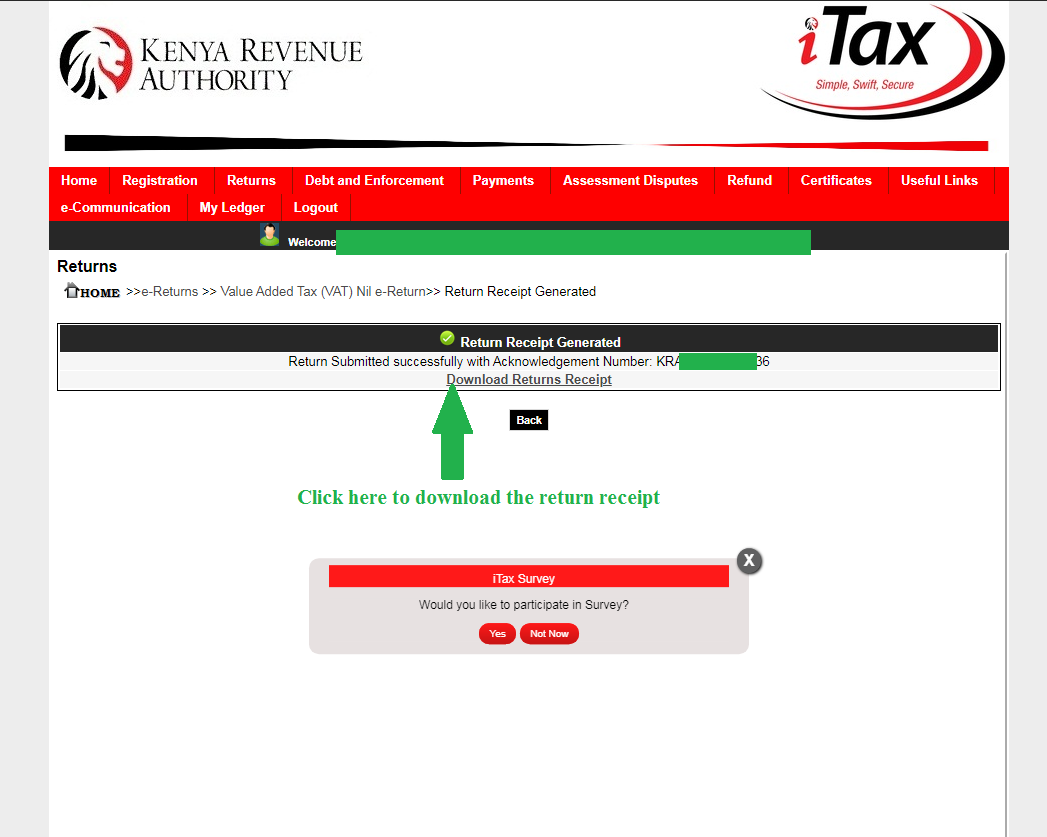 KENYA REVENUE
AUTHORITY
iTax
Simple, Swift, Secure
Home Registration Returns Debt and Enforcement Payments Assessment Disputes Refund Certificates Useful Links
e-Communication My Ledger Logout
Welcome
Returns
HOME >>e-Returns >> Value Added Tax (VAT) Nil e-Return>> Return Receipt Generated
Return Receipt Generated
Return Submitted successfully with Acknowledgement Number: KRA 36
Download Returns Receipt
Back
Click here to download the return receipt
X
iTax Survey
Would you like to participate in Survey?
Yes Not Now